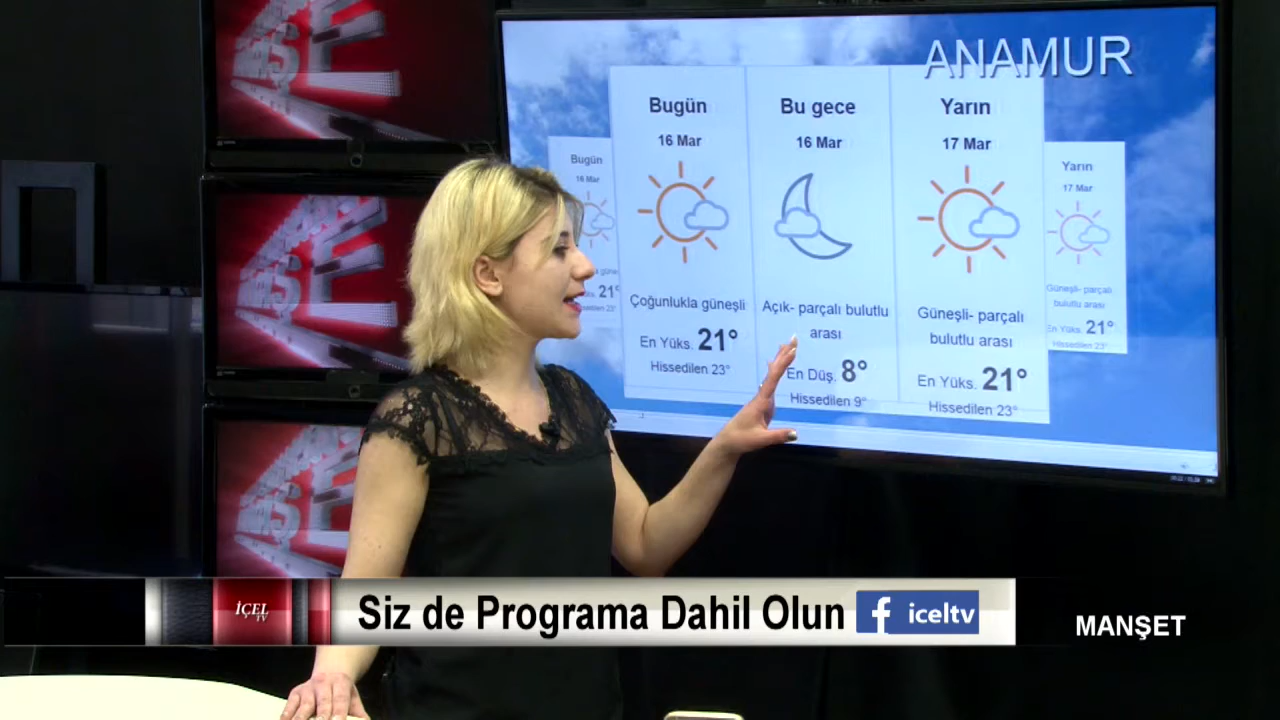 ANAMUR
Bugün
16 Mar
Çoğunlukla güneşli
En Yüks. 21°
Hissedilen 23°
Bu gece
16 Mar
Açık- parçalı bulutlu
arası
En Düş. 8°
Hissedilen 9°
Yarın
17 Mar
Güneşli- parçalı
bulutlu arası
En Yüks. 21°
Hissedilen 23°
Bugün
16 Mar
21°
23°
Yarın
17 Mar
Güneşli- parçalı
bulutlu arası
En Yüks. 21°
Hissedilen 23°
İÇEL
TV
Siz de Programa Dahil Olun
f iceltv
MANŞET